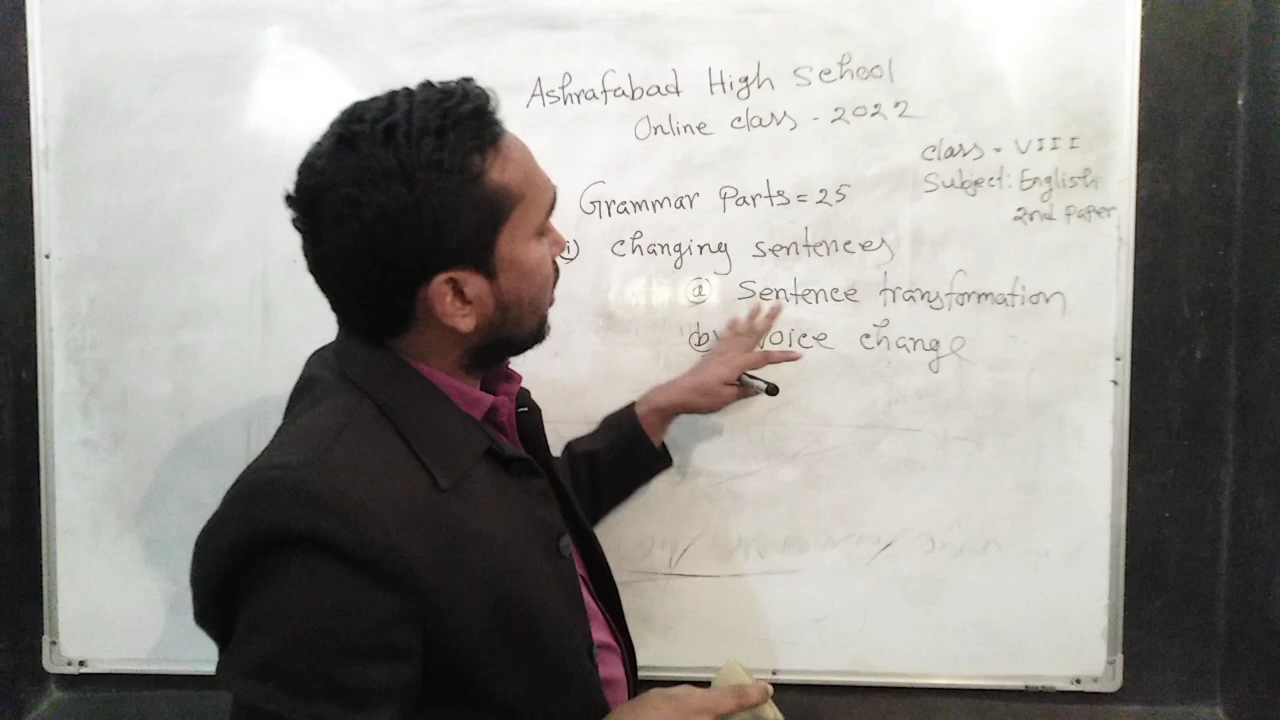 Ashrafabad High School
Online class - 2022
class - VIII
Subject: English
2nd Paper
Grammar Parts = 25
i) changing sentences
ⓐ Sentence transformation
ⓑ voice change